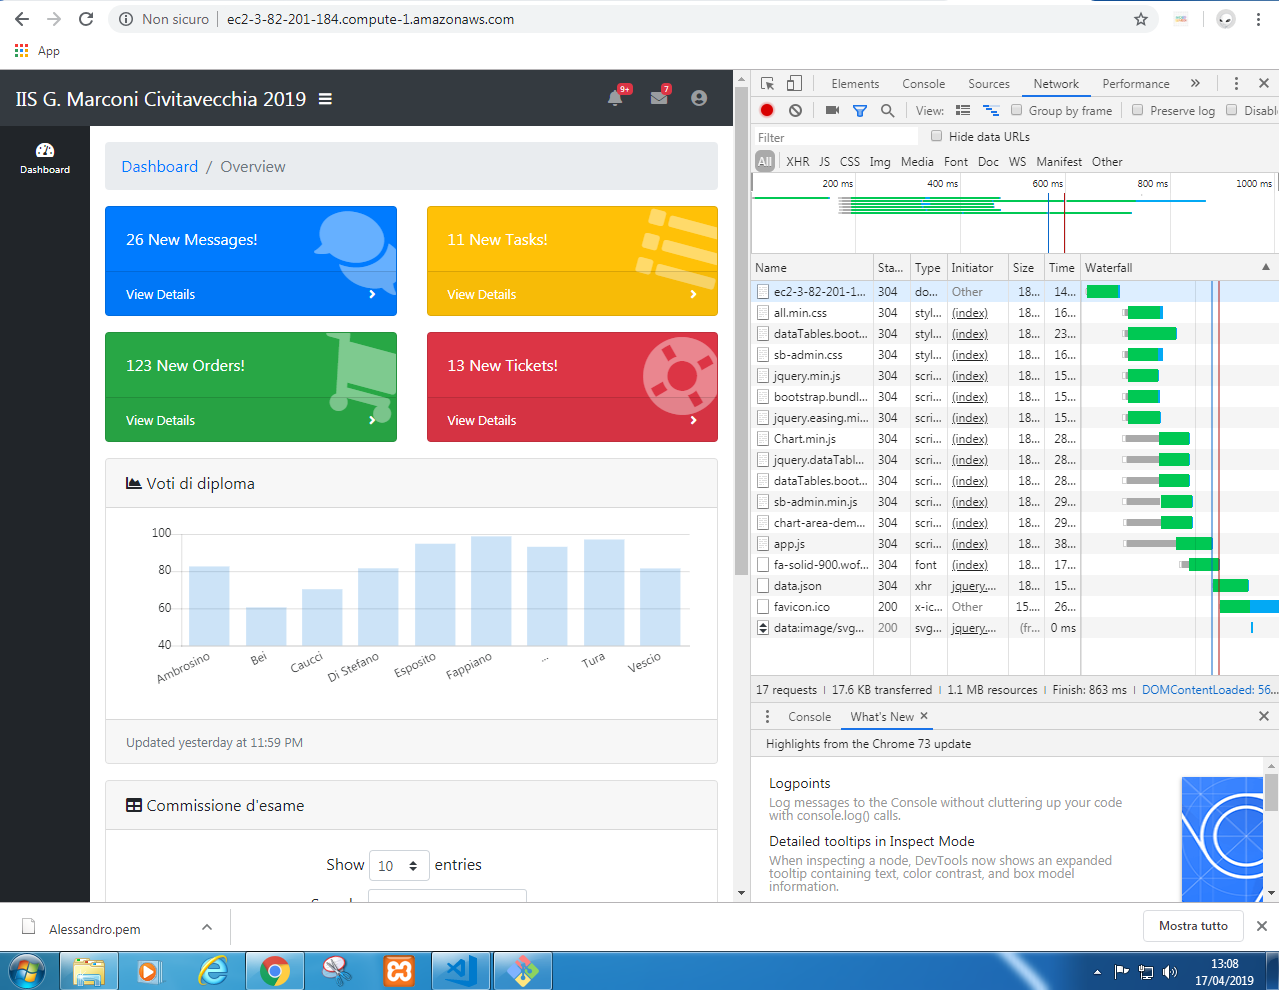 Non sicuro | ec2-3-82-201-184.compute-1.amazonaws.com
App
IIS G. Marconi Civitavecchia 2019
9+
7
Dashboard
Dashboard / Overview
26 New Messages!
View Details
11 New Tasks!
View Details
123 New Orders!
View Details
13 New Tickets!
View Details
Voti di diploma
100
80
60
40
Ambrosino
Bei
Caucci
Di Stefano
Esposito
Fappiano
...
Tura
Vescio
Updated yesterday at 11:59 PM
Commissione d'esame
Show 10 entries
Elements Console Sources Network Performance »
View: Group by frame Preserve log Disabl
Filter Hide data URLs
All XHR JS CSS Img Media Font Doc WS Manifest Other
200 ms 400 ms 600 ms 800 ms 1000 ms
Name Sta... Type Initiator Size Time Waterfall
ec2-3-82-201-1... 304 do... Other 18... 14...
all.min.css 304 styl... (index) 18... 16...
dataTables.boot... 304 styl... (index) 18... 23...
sb-admin.css 304 styl... (index) 18... 16...
jquery.min.js 304 scri... (index) 18... 15...
bootstrap.bundl... 304 scri... (index) 18... 15...
jquery.easing.mi... 304 scri... (index) 18... 15...
Chart.min.js 304 scri... (index) 18... 28...
jquery.dataTabl... 304 scri... (index) 18... 28...
dataTables.boot... 304 scri... (index) 18... 28...
sb-admin.min.js 304 scri... (index) 18... 29...
chart-area-dem... 304 scri... (index) 18... 29...
app.js 304 scri... (index) 18... 38...
fa-solid-900.wof... 304 font (index) 18... 17...
data.json 304 xhr jquery.... 18... 15...
favicon.ico 200 x-ic... Other 15.... 26...
data:image/svg... 200 svg... jquery.... (fr... 0 ms
17 requests | 17.6 KB transferred | 1.1 MB resources | Finish: 863 ms | DOMContentLoaded: 56...
Console What's New ×
Highlights from the Chrome 73 update
Logpoints
Log messages to the Console without cluttering up your code
with console.log() calls.
Detailed tooltips in Inspect Mode
When inspecting a node, DevTools now shows an expanded
tooltip containing text, color contrast, and box model
information.
Alessandro.pem
Mostra tutto
13:08
17/04/2019